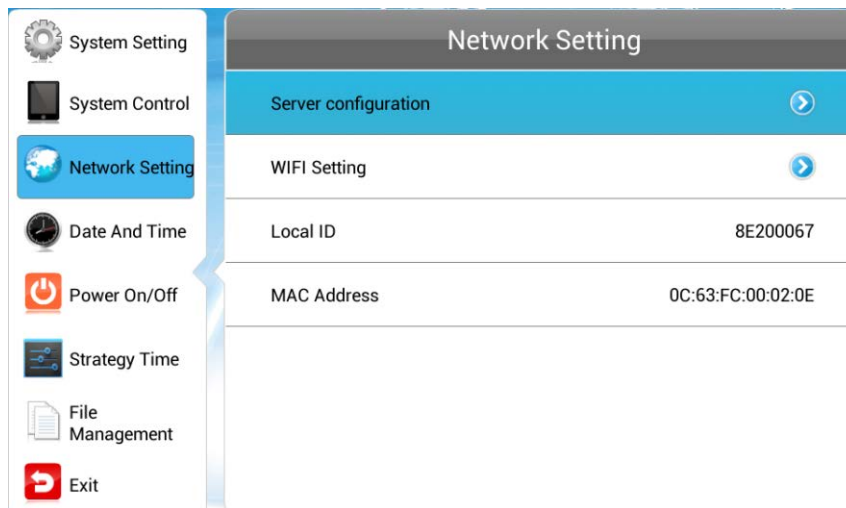 System Setting
System Control
Network Setting
Date And Time
Power On/Off
Strategy Time
File
Management
Exit
Network Setting
Server configuration
WIFI Setting
Local ID 8E200067
MAC Address 0C:63:FC:00:02:0E